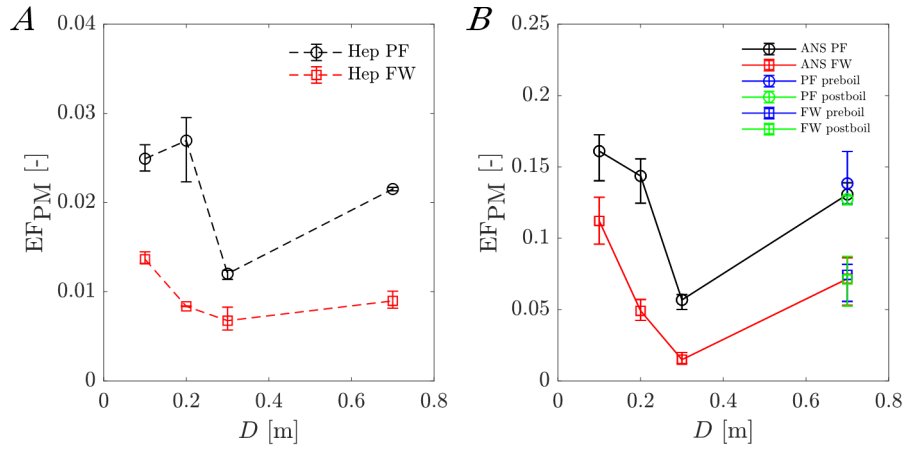 A
0.04
0.03
0.02
0.01
0
EF_PM [-]
0
0.2
0.4
0.6
0.8
D [m]
Hep PF
Hep FW
B
0.25
0.2
0.15
0.1
0.05
0
EF_PM [-]
0
0.2
0.4
0.6
0.8
D [m]
ANS PF
ANS FW
PF preboil
PF postboil
FW preboil
FW postboil